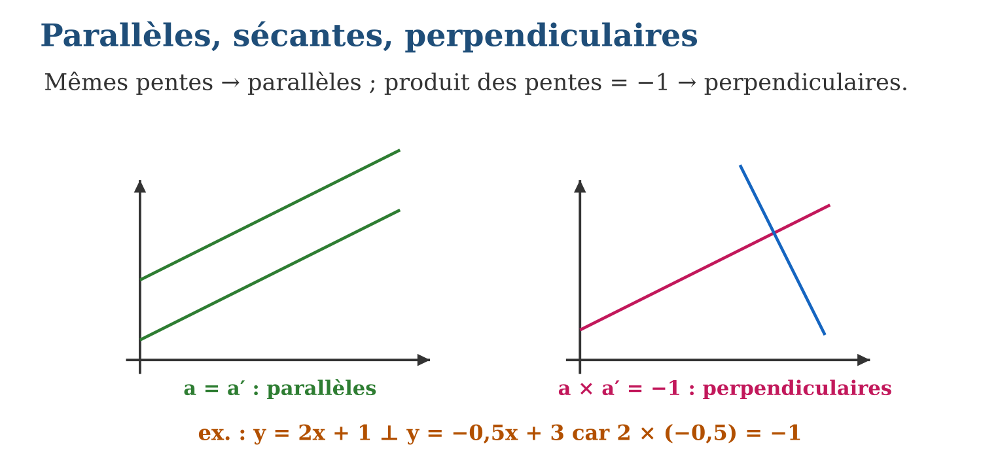 Parallèles, sécantes, perpendiculaires
Mêmes pentes → parallèles ; produit des pentes = −1 → perpendiculaires.
a = a′ : parallèles
a × a′ = −1 : perpendiculaires
ex. : y = 2x + 1 ⊥ y = −0,5x + 3 car 2 × (−0,5) = −1